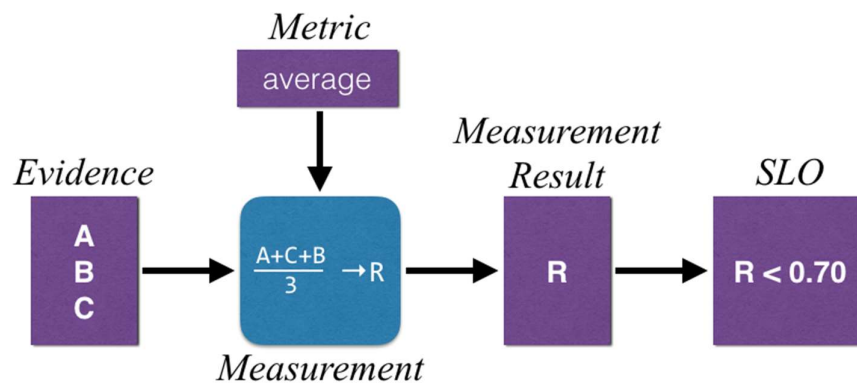 Metric
average
Measurement
Result
Evidence
SLO
A
B
C
A+C+B
3
→R
R
R < 0.70
Measurement